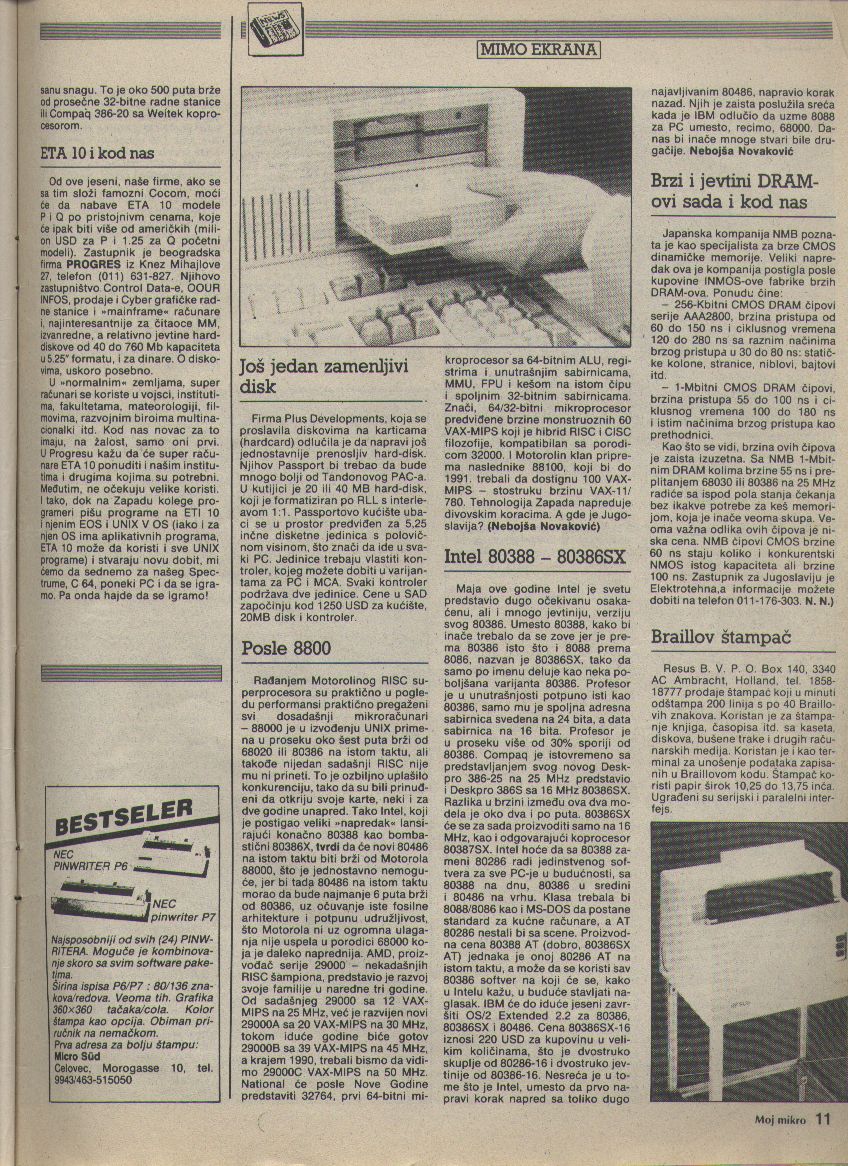 NEWS
MIMO EKRANA
sanu snagu. To je oko 500 puta brže
od prosečne 32-bitne radne stanice
ili Compaq 386-20 sa Weitek kopro-
cesorom.
ETA 10 i kod nas
Od ove jeseni, naše firme, ako se
sa tim složi famozni Cocom, moći
će da nabave ETA 10 modele
P i Q po pristojnim cenama, koje
će ipak biti više od američkih (mili-
on USD za P i 1.25 za Q početni
modeli). Zastupnik je beogradska
firma PROGRES iz Knez Mihajlove
27, telefon (011) 631-827. Njihovo
zastupništvo Control Data-e, OOUR
INFOS, prodaje i Cyber grafičke rad-
ne stanice i »mainframe« računare
i, najinteresantnije za čitaoce MM,
izvanredne, a relativno jevtine hard-
diskove od 40 do 760 Mb kapaciteta
u 5.25" formatu, i za dinare. O disko-
vima, uskoro posebno.
U »normalnim« zemljama, super
računari se koriste u vojsci, instituti-
ma, fakultetama, meteorologiji, fil-
movima, razvojnim biroima multina-
cionalki itd. Kod nas novac za to
imaju, na žalost, samo oni prvi.
U Progresu kažu da će super raču-
nare ETA 10 ponuditi i našim institu-
tima i drugima kojima su potrebni.
Međutim, ne očekuju velike koristi.
I tako, dok na Zapadu kolege pro-
grameri pišu programe na ETI 10
i njenim EOS i UNIX V OS (iako i za
njen OS ima aplikativnih programa,
ETA 10 može da koristi i sve UNIX
programe) i stvaraju novu dobit, mi
ćemo da sednemo za našeg Spec-
trume, C 64, poneki PC i da se igra-
mo. Pa onda hajde da se igramo!
BESTSELER
NEC
PINWRITER P6
NEC
pinwriter P7
Najsposobniji od svih (24) PINW-
RITERA. Moguće je kombinova-
nje skoro sa svim software pake-
tima.
Širina ispisa P6/P7 : 80/136 zna-
kova/redova. Veoma tih. Grafika
360×360 tačaka/cola. Kolor
štampa kao opcija. Obiman pri-
ručnik na nemačkom.
Prva adresa za bolju štampu:
Micro Süd
Celovec, Morogasse 10, tel.
9943/463-515050
Još jedan zamenljivi
disk
Firma Plus Developments, koja se
proslavila diskovima na karticama
(hardcard) odlučila je da napravi još
jednostavnije prenosljiv hard-disk.
Njihov Passport bi trebao da bude
mnogo bolji od Tandonovog PAC-a.
U kutijici je 20 ili 40 MB hard-disk,
koji je formatiziran po RLL s interle-
avom 1:1. Passportovo kućište uba-
ci se u prostor predviđen za 5,25
inčne disketne jedinica s polovič-
nom visinom, što znači da ide u sva-
ki PC. Jedinice trebaju vlastiti kon-
troler, kojeg možete dobiti u varijan-
tama za PC i MCA. Svaki kontroler
podržava dve jedinice. Cene u SAD
započinju kod 1250 USD za kućište,
20MB disk i kontroler.
Posle 8800
Rađanjem Motorolinog RISC su-
perprocesora su praktično u pogle-
du performansi praktično pregaženi
svi dosadašnji mikroračunari
– 88000 je u izvođenju UNIX prime-
na u proseku oko šest puta brži od
68020 ili 80386 na istom taktu, ali
takođe nijedan sadašnji RISC nije
mu ni prineti. To je ozbiljno uplašilo
konkurenciju, tako da su bili prinuđ-
eni da otkriju svoje karte, neki i za
dve godine unapred. Tako Intel, koji
je postigao veliki »napredak« lansi-
rajući konačno 80388 kao bomba-
stični 80386X, tvrdi da će novi 80486
na istom taktu biti brži od Motorola
88000, što je jednostavno nemogu-
će, jer bi tada 80486 na istom taktu
morao da bude najmanje 6 puta brži
od 80386, uz očuvanje iste fosilne
arhitekture i potpunu udružljivost,
što Motorola ni uz ogromna ulaga-
nja nije uspela u porodici 68000 ko-
ja je daleko naprednija. AMD, proiz-
vođač serije 29000 – nekadašnjih
RISC šampiona, predstavio je razvoj
svoje familije u naredne tri godine.
Od sadašnjeg 29000 sa 12 VAX-
MIPS na 25 MHz, već je razvijen novi
29000A sa 20 VAX-MIPS na 30 MHz,
tokom iduće godine biće gotov
29000B sa 39 VAX-MIPS na 45 MHz,
a krajem 1990, trebali bismo da vidi-
mo 29000C VAX-MIPS na 50 MHz.
National će posle Nove Godine
predstaviti 32764, prvi 64-bitni mi-
kroprocesor sa 64-bitnim ALU, regi-
strima i unutrašnjim sabirnicama,
MMU, FPU i kešom na istom čipu
i spoljnim 32-bitnim sabirnicama.
Znači, 64/32-bitni mikroprocesor
predviđene brzine monstruoznih 60
VAX-MIPS koji je hibrid RISC i CISC
filozofije, kompatibilan sa porodi-
com 32000. I Motorolin klan pripre-
ma naslednike 88100, koji bi do
1991, trebali da dostignu 100 VAX-
MIPS – stostruku brzinu VAX-11/
780. Tehnologija Zapada napreduje
divovskim koracima. A gde je Jugo-
slavija? (Nebojša Novaković)
Intel 80388 – 80386SX
Maja ove godine Intel je svetu
predstavio dugo očekivanu osaka-
ćenu, ali i mnogo jevtiniju, verziju
svog 80386. Umesto 80388, kako bi
inače trebalo da se zove jer je pre-
ma 80386 isto što i 8088 prema
8086, nazvan je 80386SX, tako da
samo po imenu deluje kao neka po-
boljšana varijanta 80386. Profesor
je u unutrašnjosti potpuno isti kao
80386, samo mu je spoljna adresna
sabirnica svedena na 24 bita, a data
sabirnica na 16 bita. Profesor je
u proseku više od 30% sporiji od
80386. Compaq je istovremeno sa
predstavljanjem svog novog Desk-
pro 386-25 na 25 MHz predstavio
i Deskpro 386S sa 16 MHz 80386SX.
Razlika u brzini između ova dva mo-
dela je oko dva i po puta. 80386SX
će se za sada proizvoditi samo na 16
MHz, kao i odgovarajući koprocesor
80387SX. Intel hoće da sa 80388 za-
meni 80286 radi jedinstvenog sof-
tvera za sve PC-je u budućnosti, sa
80388 na dnu, 80386 u sredini
i 80486 na vrhu. Klasa trebala bi
8088/8086 kao i MS-DOS da postane
standard za kućne računare, a AT
80286 nestali bi sa scene. Proizvod-
na cena 80388 AT (dobro, 80386SX
AT) jednaka je onoj 80286 AT na
istom taktu, a može da se koristi sav
80386 softver na koji će se, kako
u Intelu kažu, u buduće stavljati na-
glasak. IBM će do iduće jeseni zavr-
šiti OS/2 Extended 2.2 za 80386,
80386SX i 80486. Cena 80386SX-16
iznosi 220 USD za kupovinu u veli-
kim količinama, što je dvostruko
skuplje od 80286-16 i dvostruko jev-
tinije od 80386-16. Nesreća je u to-
me što je Intel, umesto da prvo na-
pravi korak napred sa toliko dugo
najavljivanim 80486, napravio korak
nazad. Njih je zaista poslužila sreća
kada je IBM odlučio da uzme 8088
za PC umesto, recimo, 68000. Da-
nas bi inače mnoge stvari bile dru-
gačije. Nebojša Novaković
Brzi i jevtini DRAM-
ovi sada i kod nas
Japanska kompanija NMB pozna-
ta je kao specijalista za brze CMOS
dinamičke memorije. Veliki napre-
dak ova je kompanija postigla posle
kupovine INMOS-ove fabrike brzih
DRAM-ova. Ponudu čine:
– 256-Kbitni CMOS DRAM čipovi
serije AAA2800, brzina pristupa od
60 do 150 ns i ciklusnog vremena
120 do 280 ns sa raznim načinima
brzog pristupa u 30 do 80 ns: statič-
ke kolone, stranice, niblovi, bajtovi
itd.
– 1-Mbitni CMOS DRAM čipovi,
brzina pristupa 55 do 100 ns i ci-
klusnog vremena 100 do 180 ns
i istim načinima brzog pristupa kao
prethodnici.
Kao što se vidi, brzina ovih čipova
je zaista izuzetna. Sa NMB 1-Mbit-
nim DRAM kolima brzine 55 ns i pre-
plitanjem 68030 ili 80386 na 25 MHz
radiće sa ispod pola stanja čekanja
bez ikakve potrebe za keš memori-
jom, koja je inače veoma skupa. Ve-
oma važna odlika ovih čipova je ni-
ska cena. NMB čipovi CMOS brzine
60 ns staju koliko i konkurentski
NMOS istog kapaciteta ali brzine
100 ns. Zastupnik za Jugoslaviju je
Elektrotehna,a informacije možete
dobiti na telefon 011-176-303. N. N.)
Braillov štampač
Resus B. V. P. O. Box 140, 3340
AC Ambracht, Holland, tel. 1858-
18777 prodaje štampać koji u minuti
odštampa 200 linija s po 40 Braillo-
vih znakova. Koristan je za štampa-
nje knjiga, časopisa itd. sa kaseta,
diskova, bušene trake i drugih raču-
narskih medija. Koristan je i kao ter-
minal za unošenje podataka zapisa-
nih u Braillovom kodu. Štampač ko-
risti papir širok 10,25 do 13,75 inča.
Ugrađeni su serijski i paralelni inter-
fejs.
Moj mikro 11